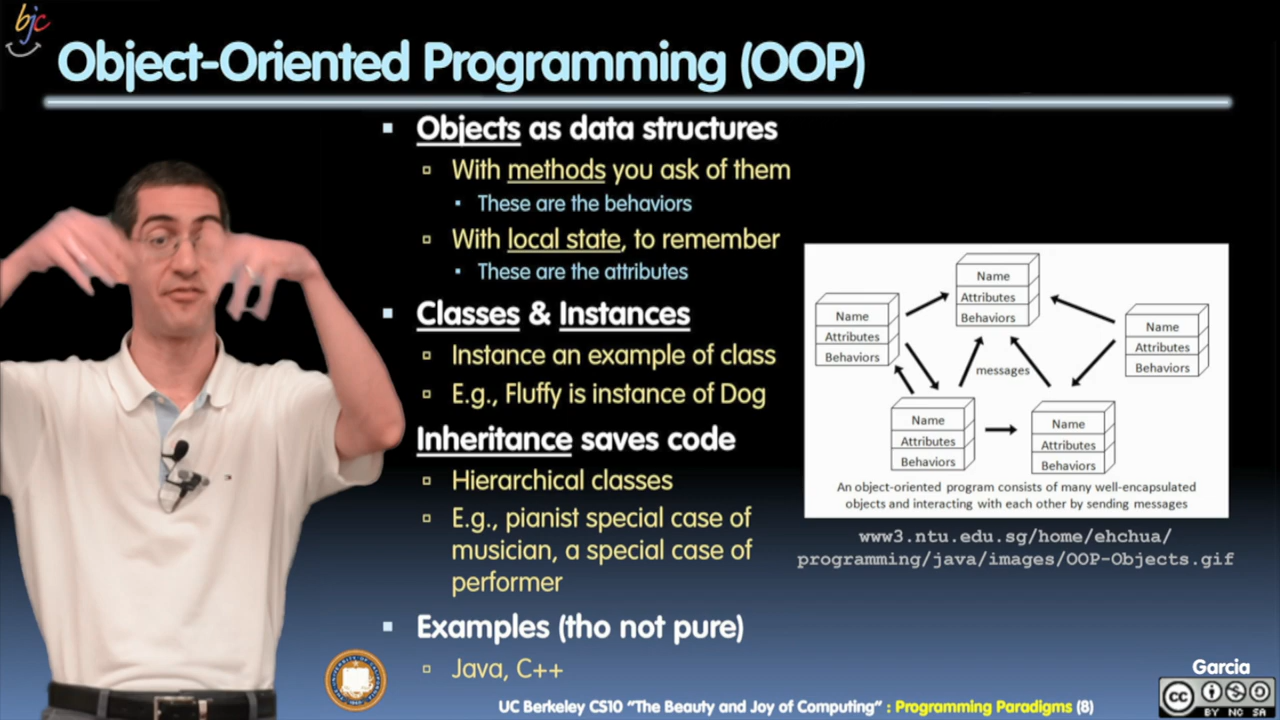 bjc
Object-Oriented Programming (OOP)
Objects as data structures
With methods you ask of them
These are the behaviors
With local state, to remember
These are the attributes
Classes & Instances
Instance an example of class
E.g., Fluffy is instance of Dog
Inheritance saves code
Hierarchical classes
E.g., pianist special case of
musician, a special case of
performer
Examples (tho not pure)
Java, C++
Name
Attributes
Behaviors
Name
Attributes
Behaviors
Name
Attributes
Behaviors
messages
Name
Attributes
Behaviors
Name
Attributes
Behaviors
An object-oriented program consists of many well-encapsulated
objects and interacting with each other by sending messages
www3.ntu.edu.sg/home/ehchua/
programming/java/images/OOP-Objects.gif
Garcia
UC Berkeley CS10 “The Beauty and Joy of Computing” : Programming Paradigms (8)
cc
BY NC SA